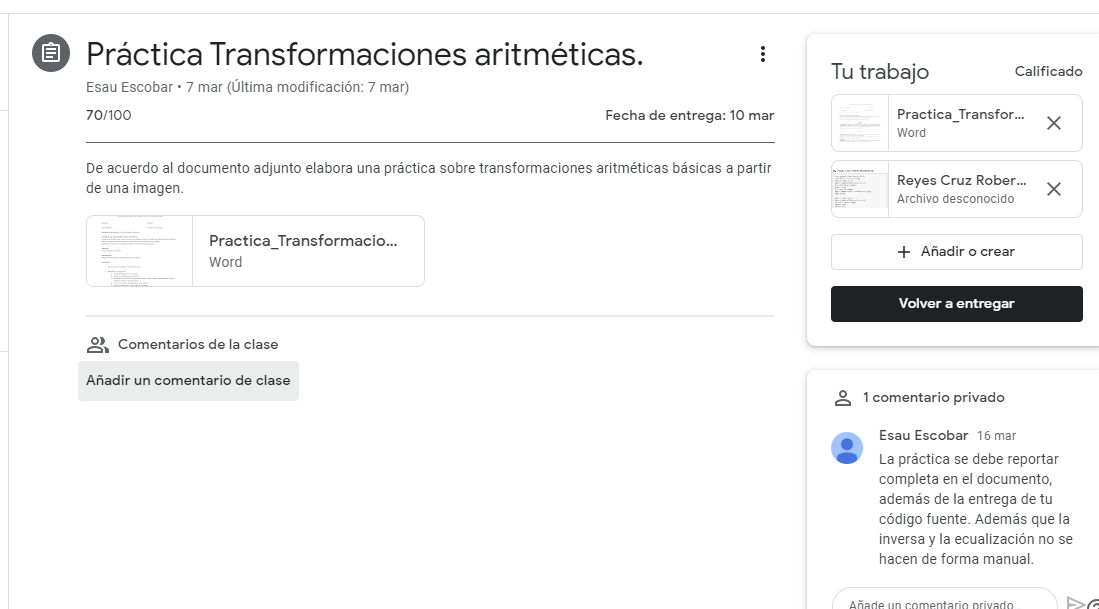 Práctica Transformaciones aritméticas.
Esau Escobar • 7 mar (Última modificación: 7 mar)
70/100
Fecha de entrega: 10 mar
De acuerdo al documento adjunto elabora una práctica sobre transformaciones aritméticas básicas a partir
de una imagen.
Practica_Transformacio...
Word
Comentarios de la clase
Añadir un comentario de clase
Tu trabajo
Calificado
Practica_Transfor...
Word
Reyes Cruz Rober...
Archivo desconocido
+ Añadir o crear
Volver a entregar
1 comentario privado
Esau Escobar 16 mar
La práctica se debe reportar
completa en el documento,
además de la entrega de tu
código fuente. Además que la
inversa y la ecualización no se
hacen de forma manual.
Añade un comentario privado...